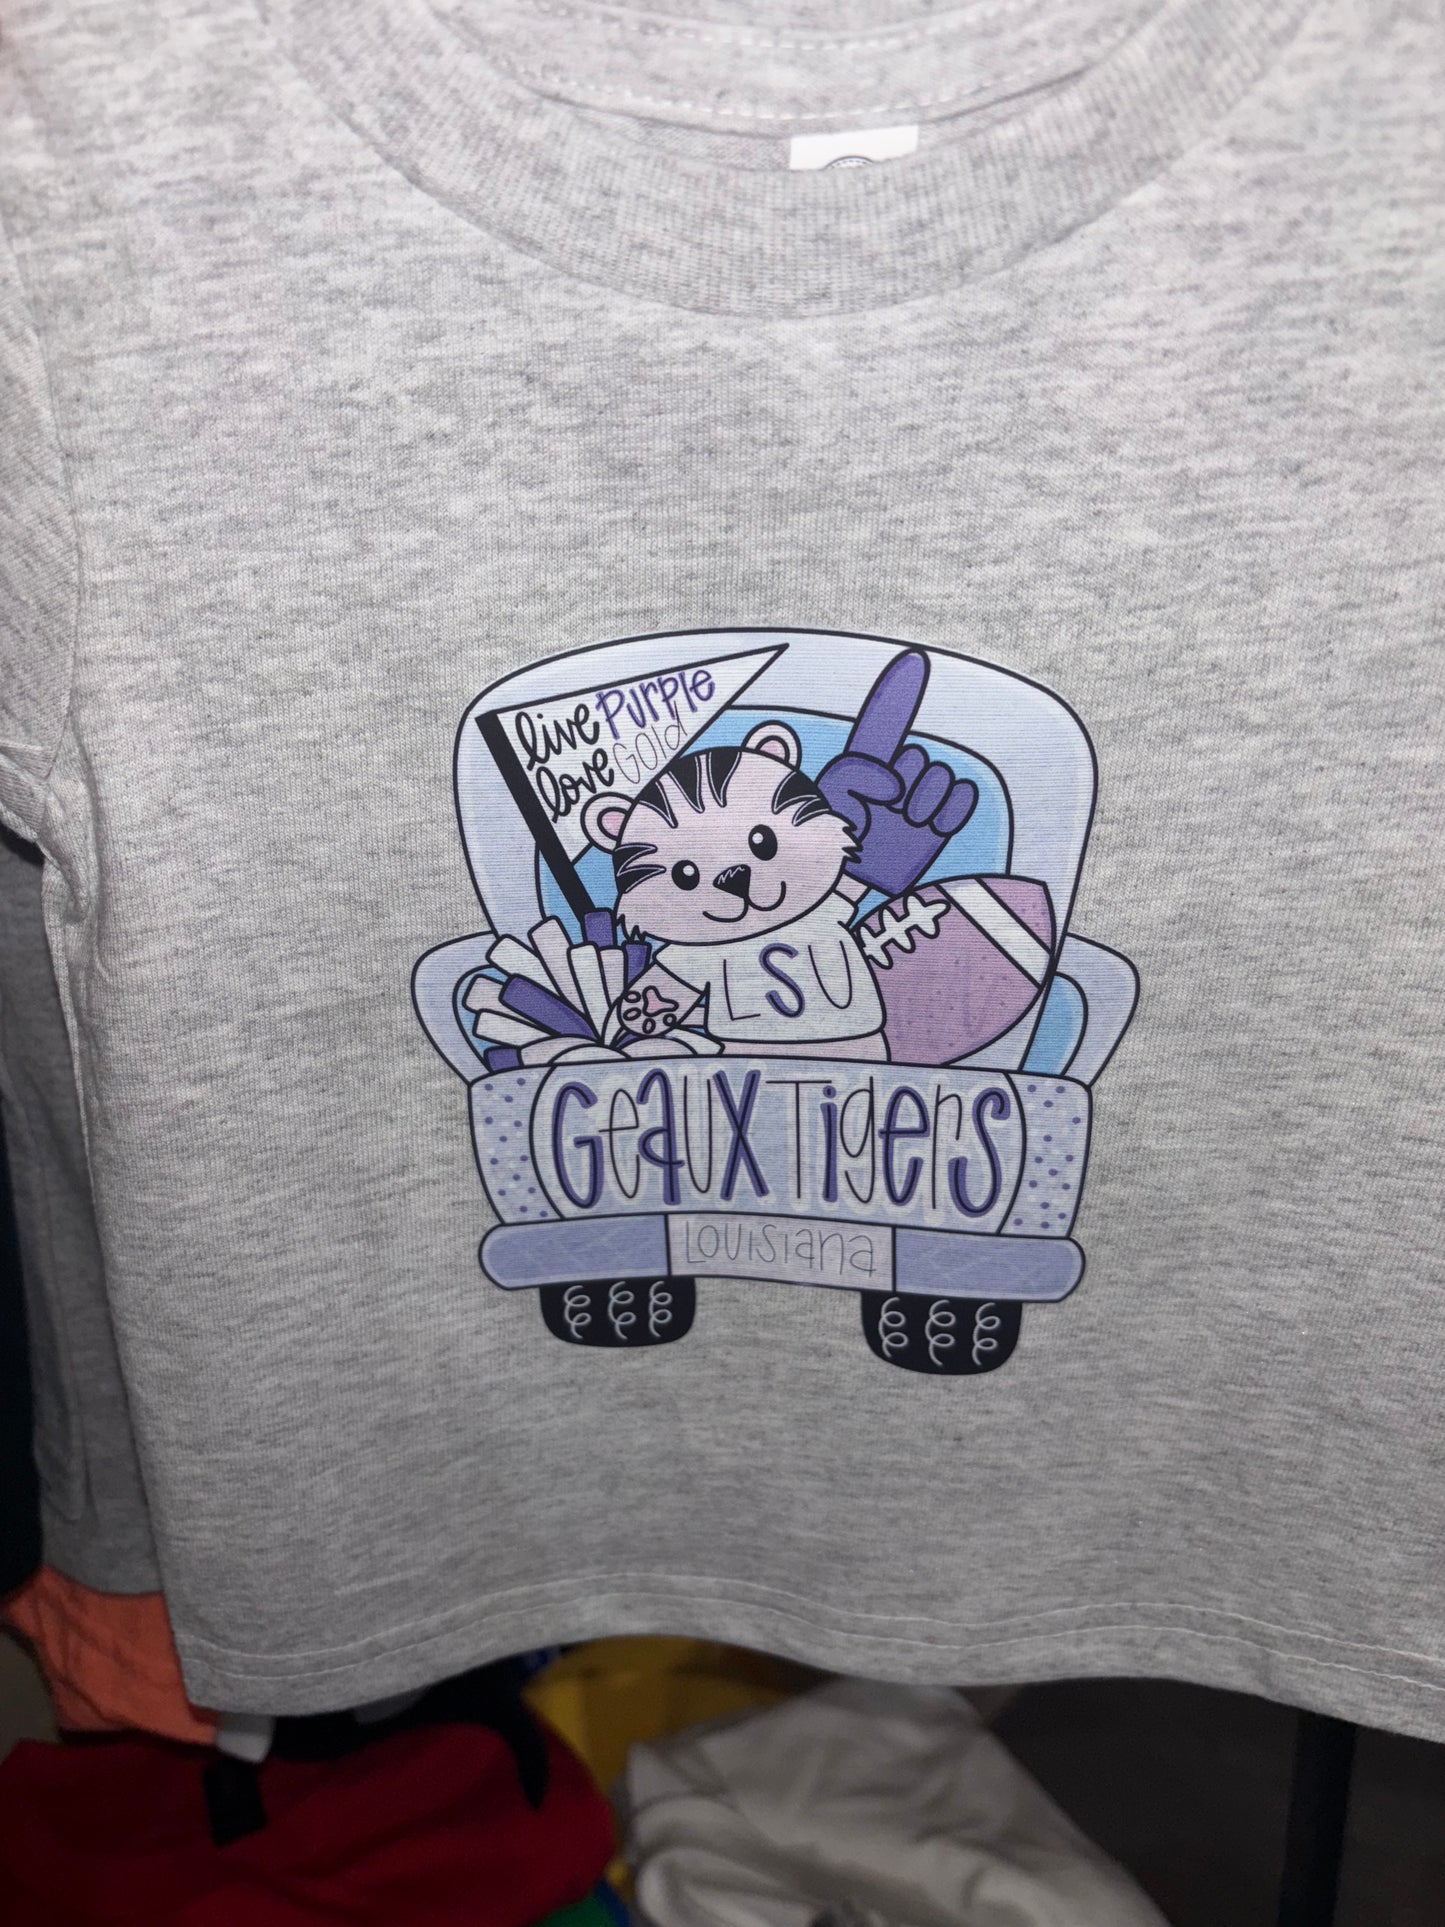 live Purple
love Gold
LSU
Geaux Tigers
Louisiana